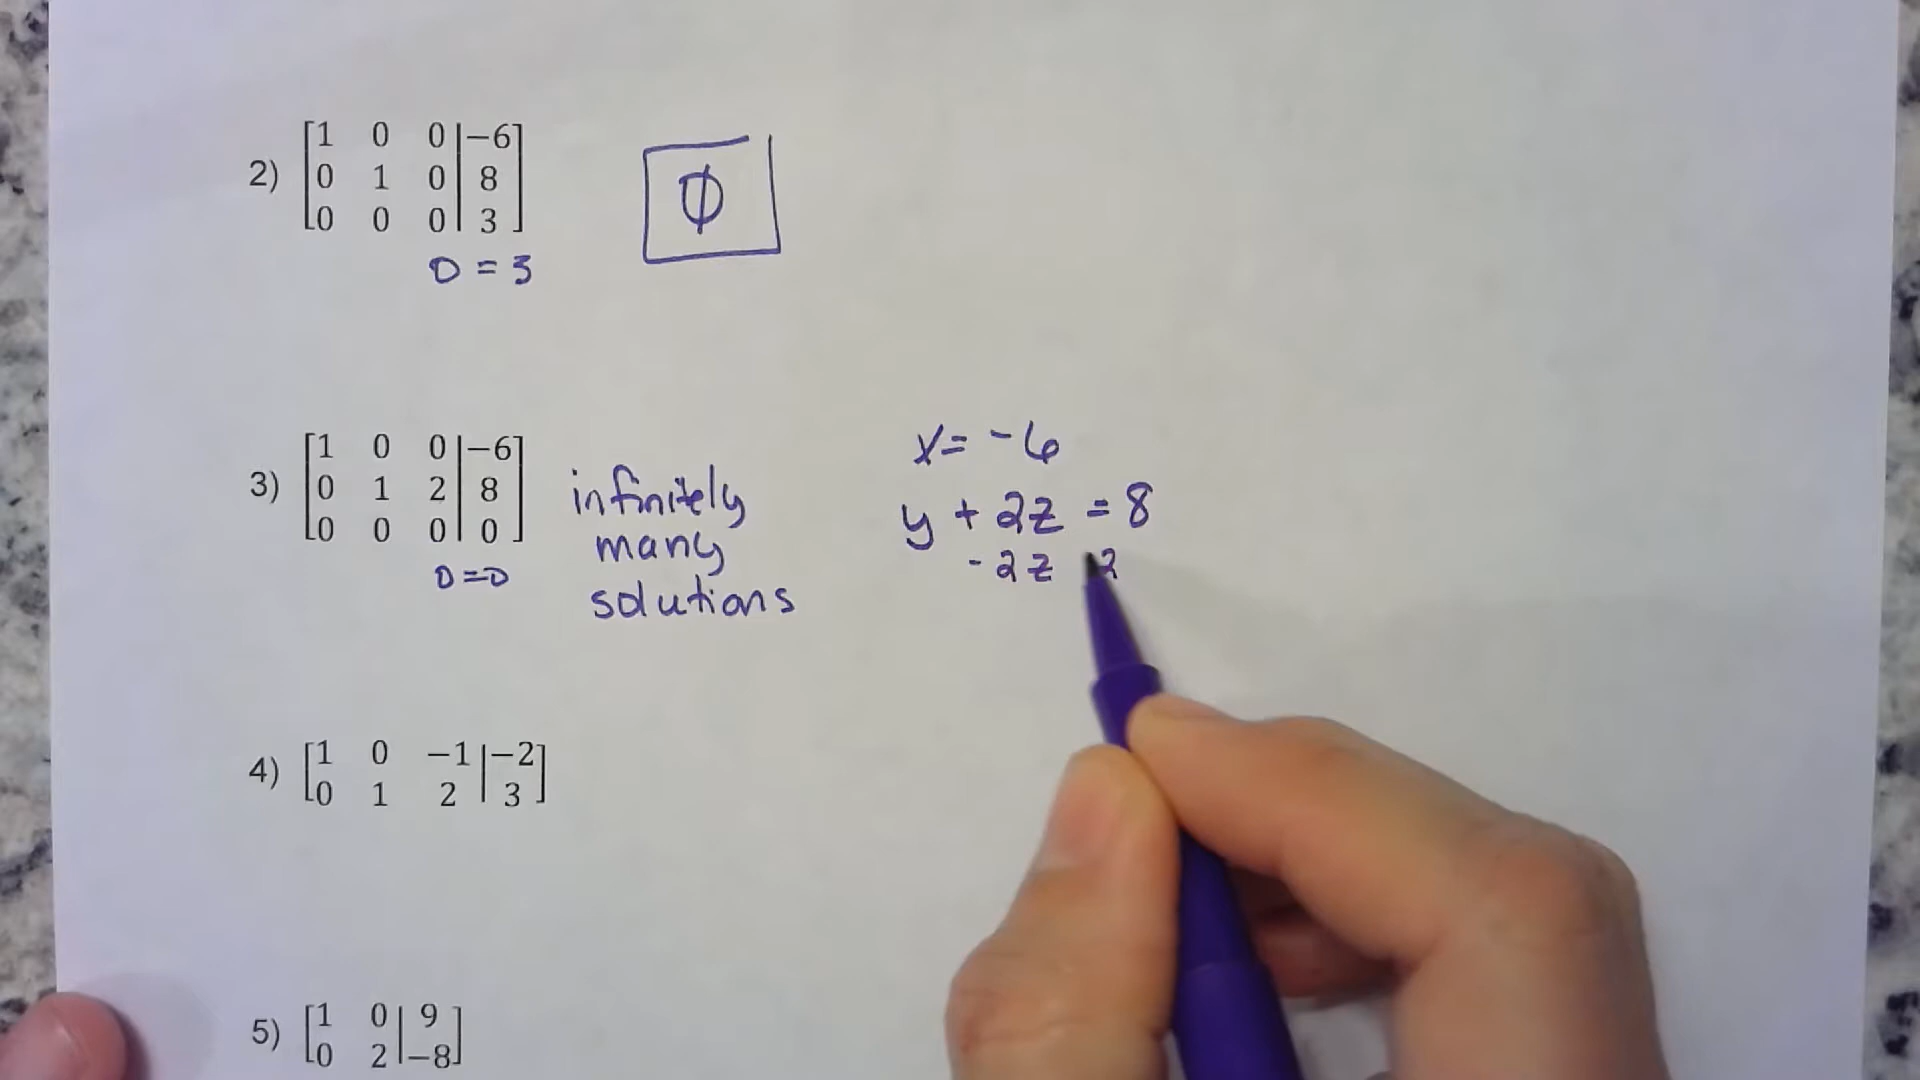 2) [1 0 0 | −6]
[0 1 0 | 8]
[0 0 0 | 3]
0 = 3
∅
3) [1 0 0 | −6]
[0 1 2 | 8]
[0 0 0 | 0]
0=0
infinitely
many
solutions
x = -6
y + 2z = 8
-2z 2
4) [1 0 −1 | −2]
[0 1 2 | 3]
5) [1 0 | 9]
[0 2 | −8]